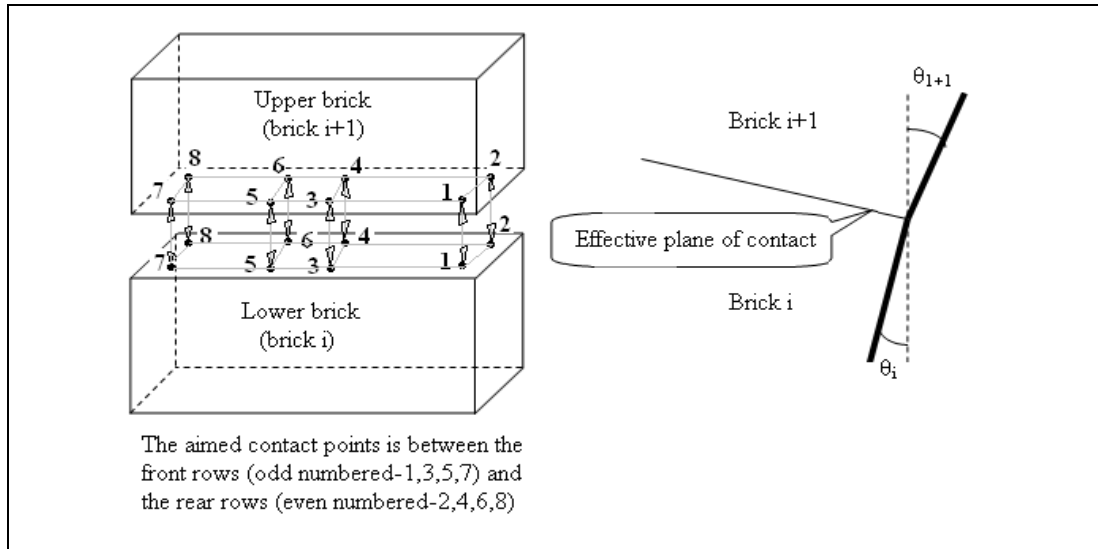 Upper brick
(brick i+1)
8
6
4
2
7
5
3
1
8
6
4
2
7
5
3
1
Lower brick
(brick i)
The aimed contact points is between the
front rows (odd numbered-1,3,5,7) and
the rear rows (even numbered-2,4,6,8)
θ1+1
Brick i+1
Effective plane of contact
Brick i
θi